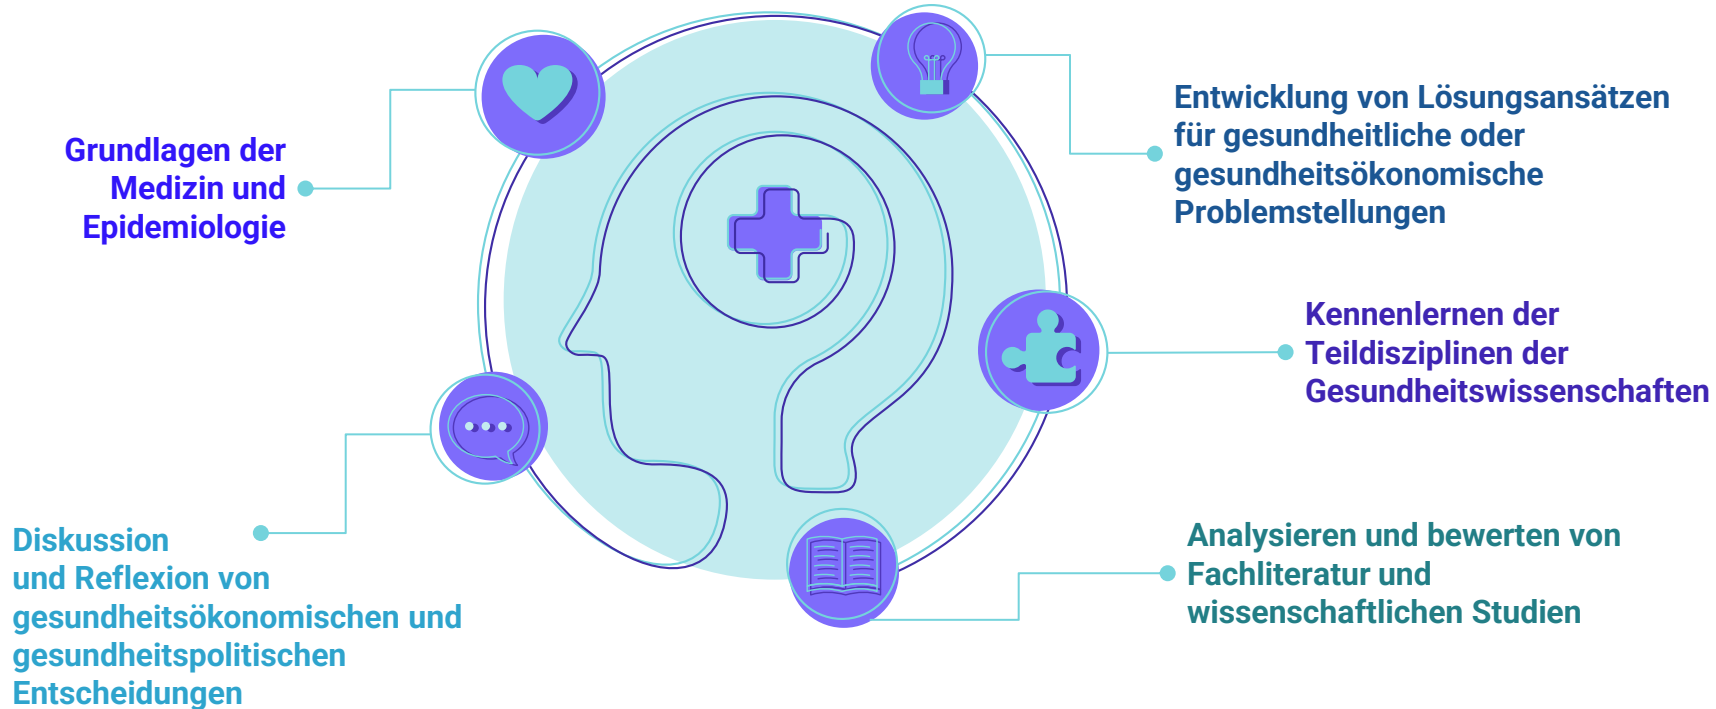 Grundlagen der
Medizin und
Epidemiologie
Entwicklung von Lösungsansätzen
für gesundheitliche oder
gesundheitsökonomische
Problemstellungen
Kennenlernen der
Teildisziplinen der
Gesundheitswissenschaften
Analysieren und bewerten von
Fachliteratur und
wissenschaftlichen Studien
Diskussion
und Reflexion von
gesundheitsökonomischen und
gesundheitspolitischen
Entscheidungen